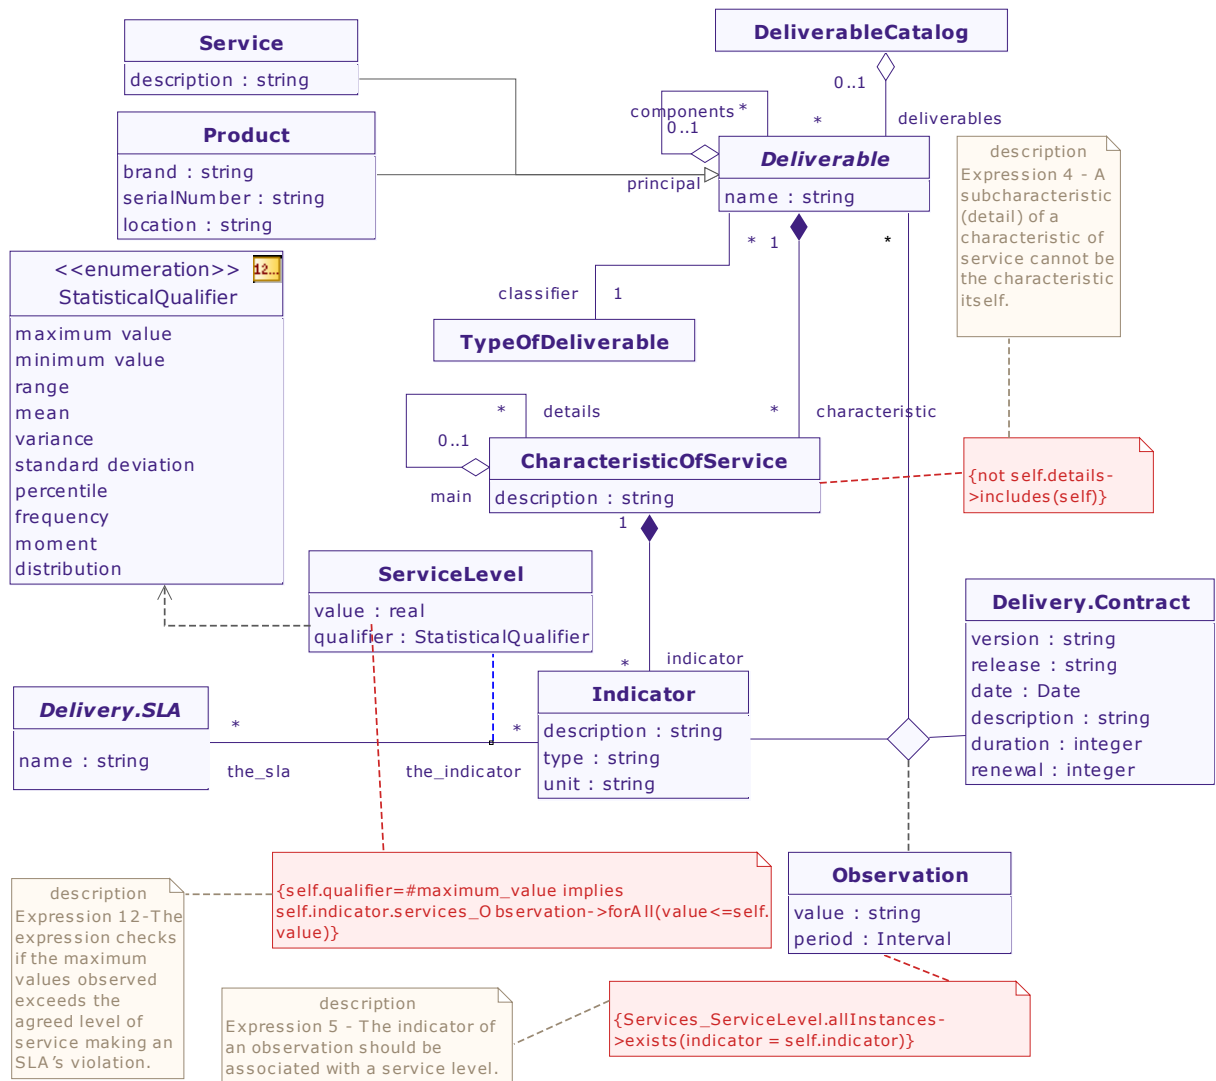 DeliverableCatalog
Service
description : string
0..1
deliverables
components
*
0..1
*
Product
brand : string
serialNumber : string
location : string
principal
Deliverable
name : string
description
Expression 4 - A
subcharacteristic
(detail) of a
characteristic of
service cannot be
the characteristic
itself.
* 1
*
<<enumeration>>
12...
StatisticalQualifier
maximum value
minimum value
range
mean
variance
standard deviation
percentile
frequency
moment
distribution
classifier
1
TypeOfDeliverable
*
details
*
characteristic
0..1
main
CharacteristicOfService
description : string
1
{not self.details-
>includes(self)}
ServiceLevel
value : real
qualifier : StatisticalQualifier
*
indicator
Delivery.Contract
version : string
release : string
date : Date
description : string
duration : integer
renewal : integer
Delivery.SLA
name : string
*
the_sla
*
the_indicator
Indicator
description : string
type : string
unit : string
Observation
value : string
period : Interval
{self.qualifier=#maximum_value implies
self.indicator.services_Observation->forAll(value<=self.
value)}
description
Expression 12-The
expression checks
if the maximum
values observed
exceeds the
agreed level of
service making an
SLA's violation.
description
Expression 5 - The indicator of
an observation should be
associated with a service level.
{Services_ServiceLevel.allInstances-
>exists(indicator = self.indicator)}